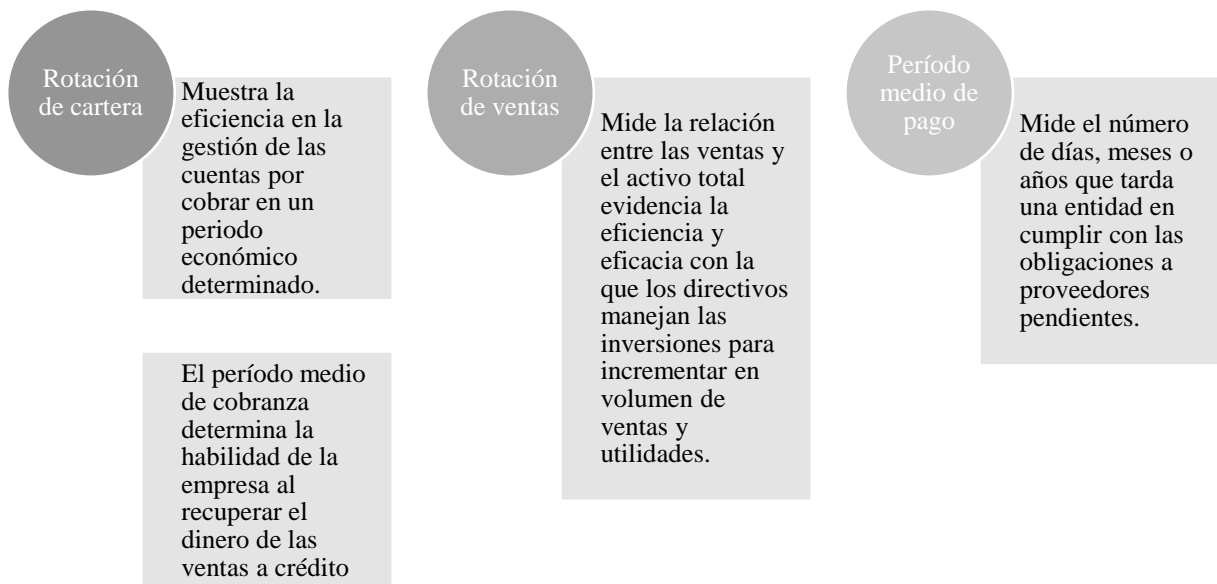 Rotación
de cartera
Muestra la
eficiencia en la
gestión de las
cuentas por
cobrar en un
periodo
económico
determinado.
El período medio
de cobranza
determina la
habilidad de la
empresa al
recuperar el
dinero de las
ventas a crédito
Rotación
de ventas
Mide la relación
entre las ventas y
el activo total
evidencia la
eficiencia y
eficacia con la
que los directivos
manejan las
inversiones para
incrementar en
volumen de
ventas y
utilidades.
Período
medio de
pago
Mide el número
de días, meses o
años que tarda
una entidad en
cumplir con las
obligaciones a
proveedores
pendientes.